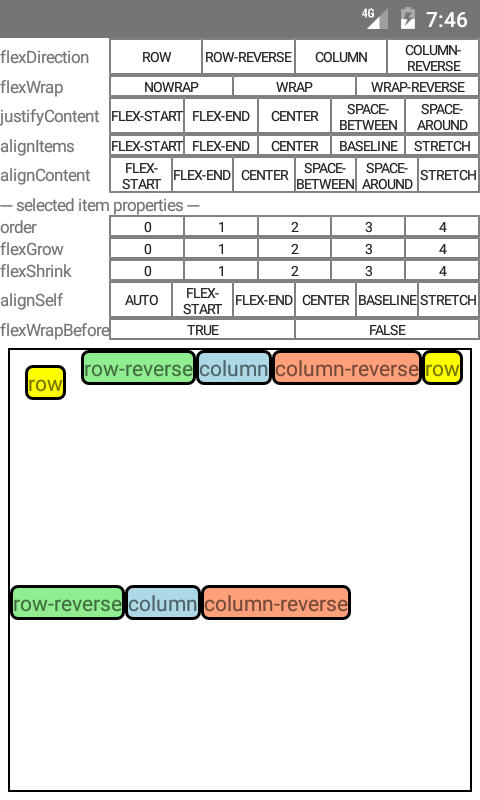 4G 7:46
flexDirection ROW ROW-REVERSE COLUMN COLUMN-
REVERSE
flexWrap NOWRAP WRAP WRAP-REVERSE
justifyContent FLEX-START FLEX-END CENTER SPACE-
BETWEEN SPACE-
AROUND
alignItems FLEX-START FLEX-END CENTER BASELINE STRETCH
alignContent FLEX-
START FLEX-END CENTER SPACE-
BETWEEN SPACE-
AROUND STRETCH
--- selected item properties ---
order 0 1 2 3 4
flexGrow 0 1 2 3 4
flexShrink 0 1 2 3 4
alignSelf AUTO FLEX-
START FLEX-END CENTER BASELINE STRETCH
flexWrapBefore TRUE FALSE
row row-reverse column column-reverse row
row-reverse column column-reverse